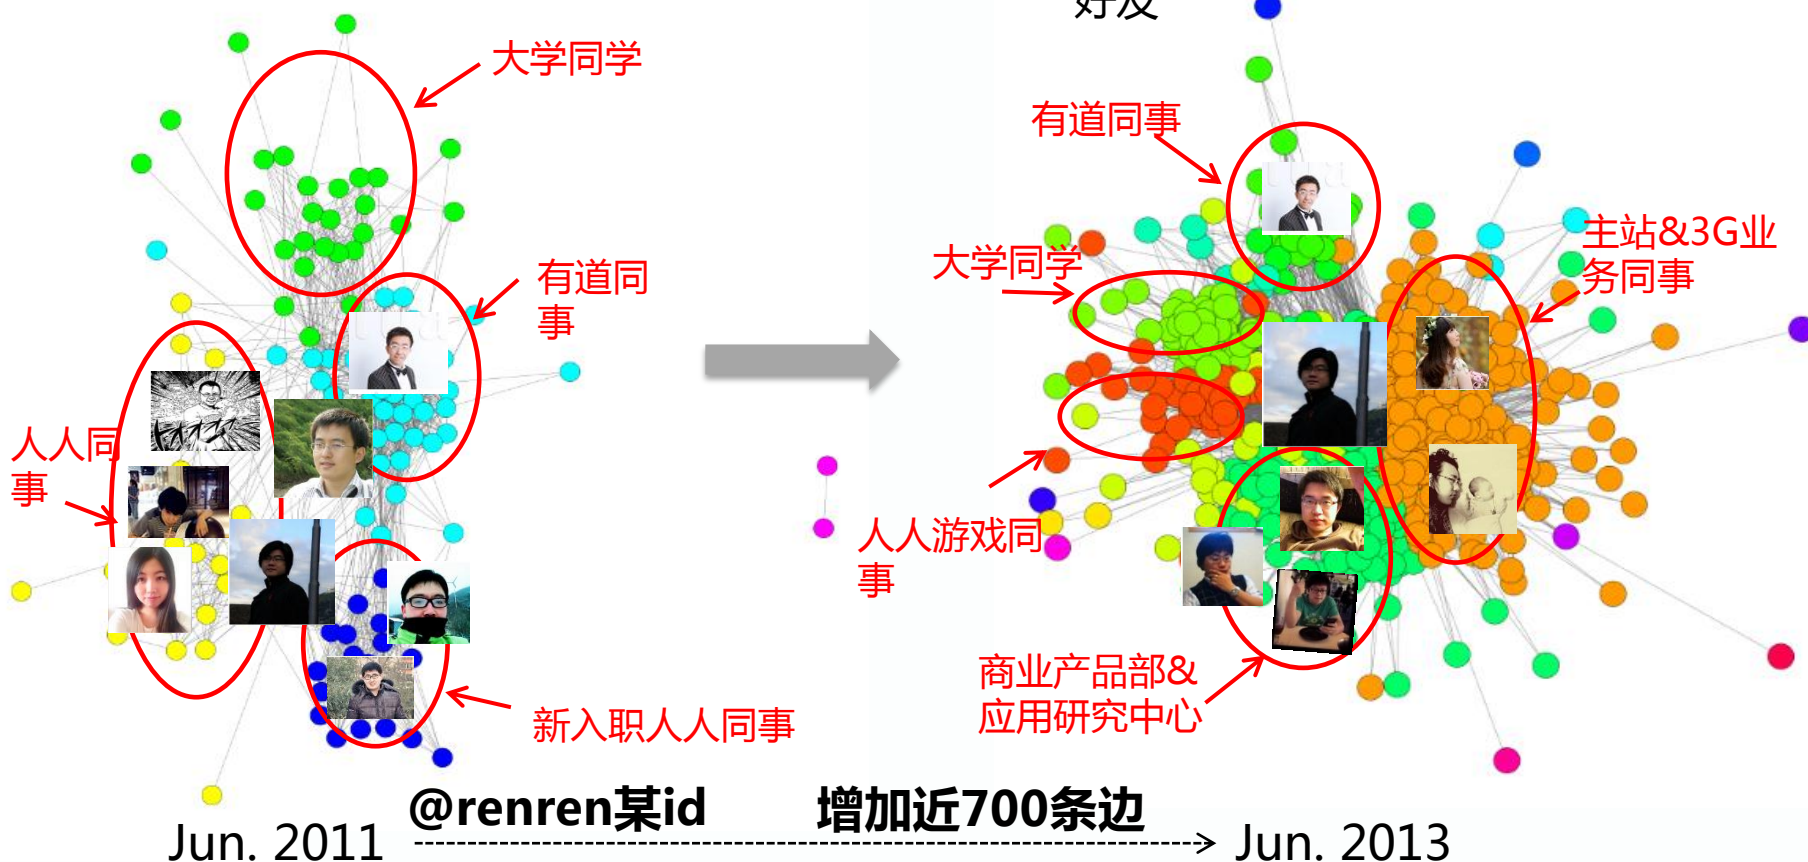 好友
大学同学
有道同事
有道同
事
大学同学
主站&3G业
务同事
人人同
事
人人游戏同
事
商业产品部&
应用研究中心
新入职人人同事
@renren某id
增加近700条边
Jun. 2011
Jun. 2013